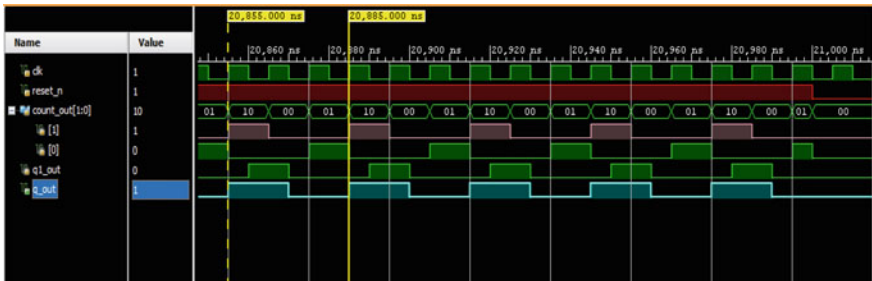 20,855.000 ns 20,885.000 ns
Name Value
20,860 ns 20,880 ns 20,900 ns 20,920 ns 20,940 ns 20,960 ns 20,980 ns 21,000 ns
clk 1
reset_n 1
count_out[1:0] 10 01 10 00 01 10 00 01 10 00 01 10 00 01 10 00 01 00
[1] 1
[0] 0
q1_out 0
q_out 1